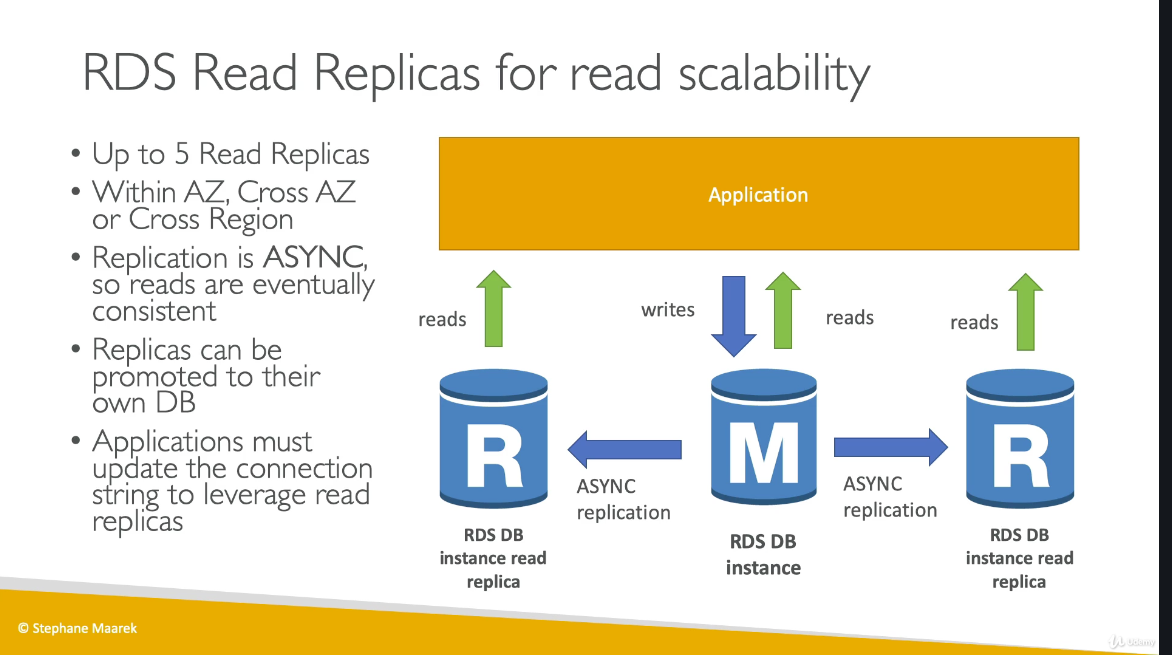 RDS Read Replicas for read scalability
• Up to 5 Read Replicas
• Within AZ, Cross AZ
or Cross Region
• Replication is ASYNC,
so reads are eventually
consistent
• Replicas can be
promoted to their
own DB
• Applications must
update the connection
string to leverage read
replicas
Application
reads
writes
reads
reads
R
M
R
ASYNC
replication
ASYNC
replication
RDS DB
instance read
replica
RDS DB
instance
RDS DB
instance read
replica
© Stephane Maarek
Udemy